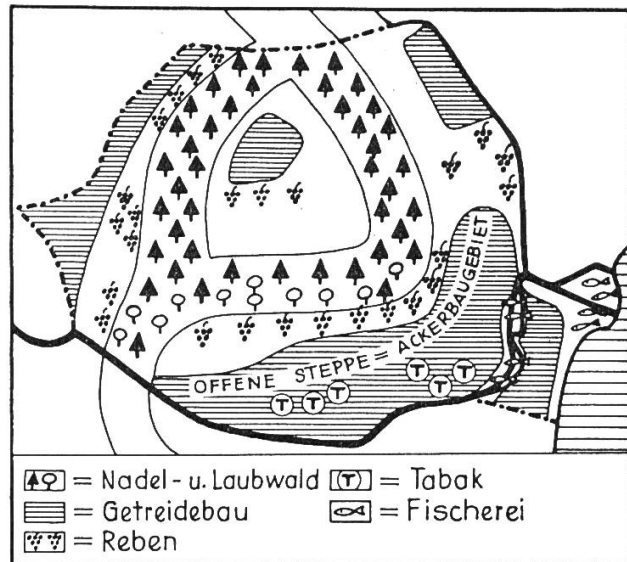 OFFENE STEPPE = ACKERBAUGEBIET
T T T T T T
= Nadel- u. Laubwald
T = Tabak
= Getreidebau
= Fischerei
= Reben